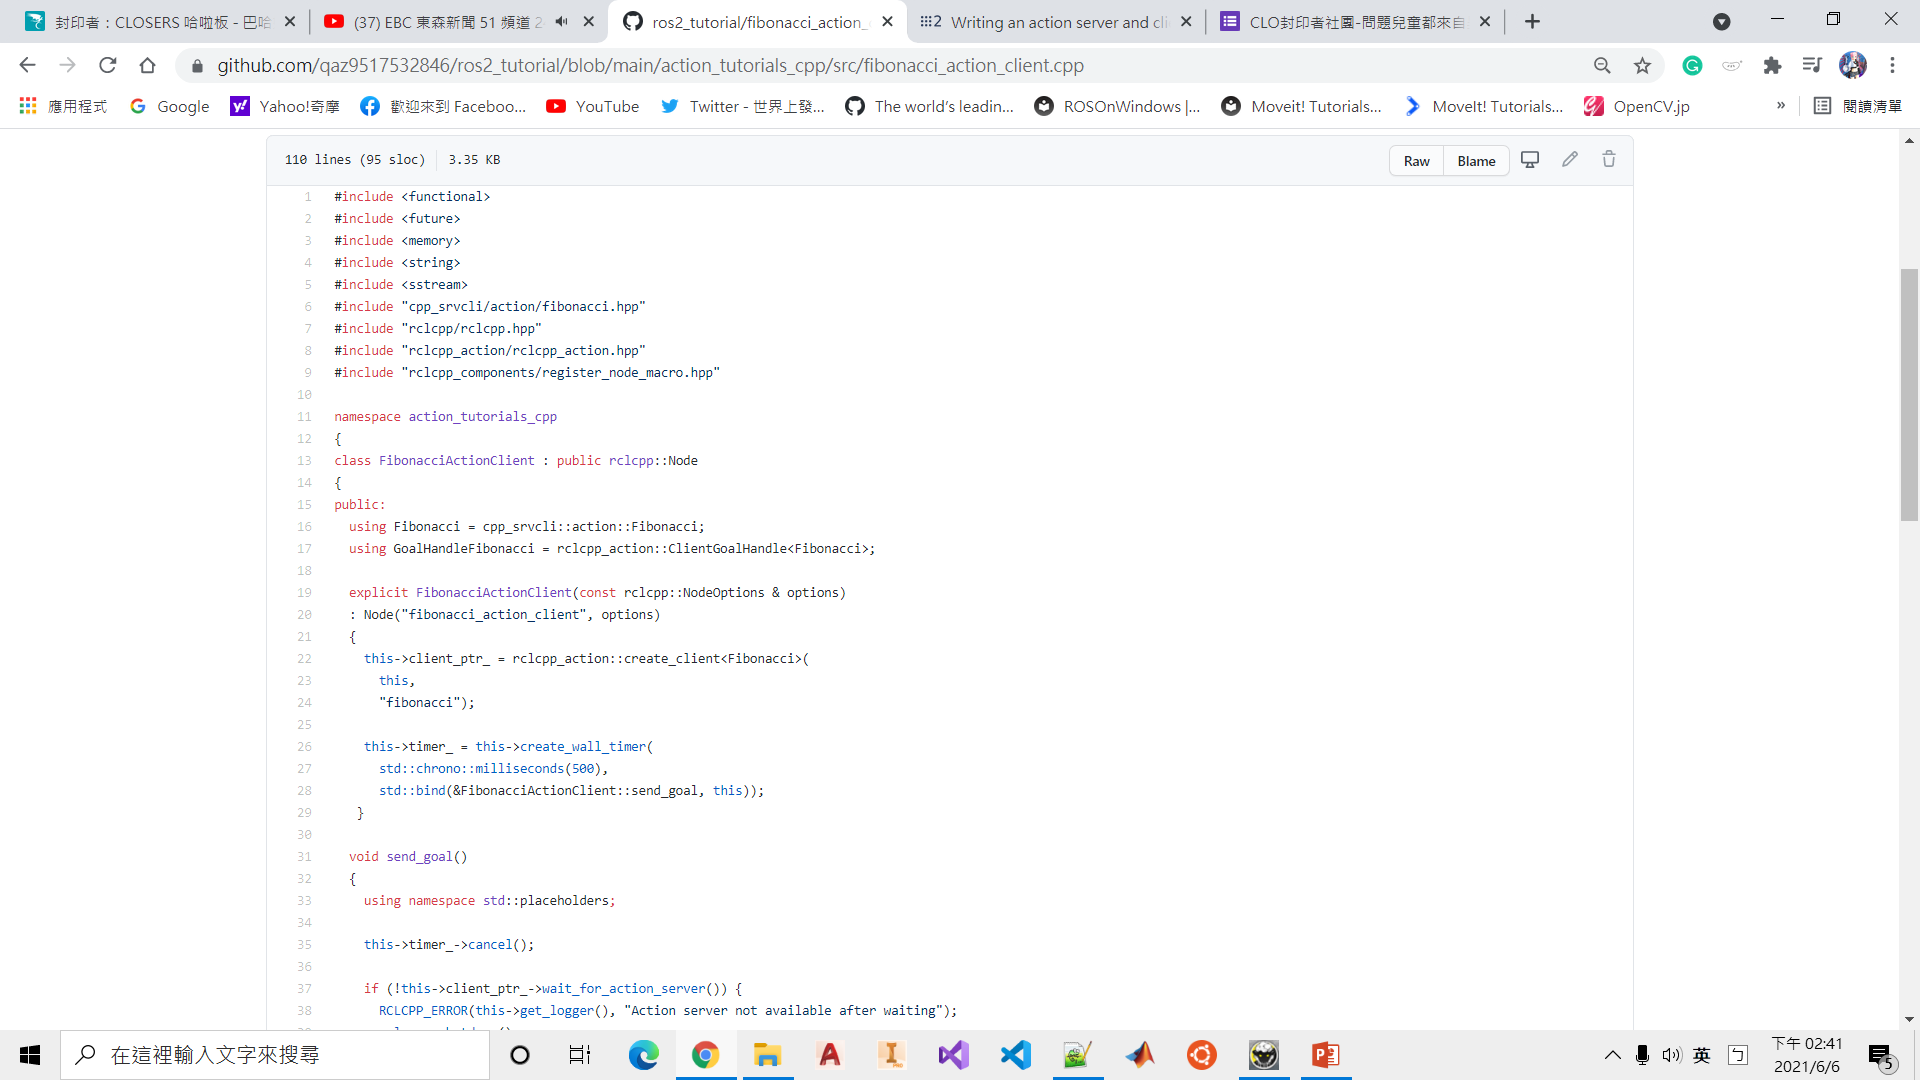 封印者：CLOSERS 哈啦板 - 巴哈
(37) EBC 東森新聞 51 頻道 2
ros2_tutorial/fibonacci_action_
Writing an action server and cli
CLO封印者社團-問題兒童都來自
github.com/qaz9517532846/ros2_tutorial/blob/main/action_tutorials_cpp/src/fibonacci_action_client.cpp
應用程式
Google
Yahoo!奇摩
歡迎來到 Faceboo...
YouTube
Twitter - 世界上發...
The world's leadin...
ROSOnWindows |...
Moveit! Tutorials...
MoveIt! Tutorials...
OpenCV.jp
»
閱讀清單
110 lines (95 sloc) 3.35 KB
Raw Blame
1 #include <functional>
2 #include <future>
3 #include <memory>
4 #include <string>
5 #include <sstream>
6 #include "cpp_srvcli/action/fibonacci.hpp"
7 #include "rclcpp/rclcpp.hpp"
8 #include "rclcpp_action/rclcpp_action.hpp"
9 #include "rclcpp_components/register_node_macro.hpp"
10
11 namespace action_tutorials_cpp
12 {
13 class FibonacciActionClient : public rclcpp::Node
14 {
15 public:
16 using Fibonacci = cpp_srvcli::action::Fibonacci;
17 using GoalHandleFibonacci = rclcpp_action::ClientGoalHandle<Fibonacci>;
18
19 explicit FibonacciActionClient(const rclcpp::NodeOptions & options)
20 : Node("fibonacci_action_client", options)
21 {
22 this->client_ptr_ = rclcpp_action::create_client<Fibonacci>(
23 this,
24 "fibonacci");
25
26 this->timer_ = this->create_wall_timer(
27 std::chrono::milliseconds(500),
28 std::bind(&FibonacciActionClient::send_goal, this));
29 }
30
31 void send_goal()
32 {
33 using namespace std::placeholders;
34
35 this->timer_->cancel();
36
37 if (!this->client_ptr_->wait_for_action_server()) {
38 RCLCPP_ERROR(this->get_logger(), "Action server not available after waiting");
在這裡輸入文字來搜尋
英
下午 02:41
2021/6/6
5